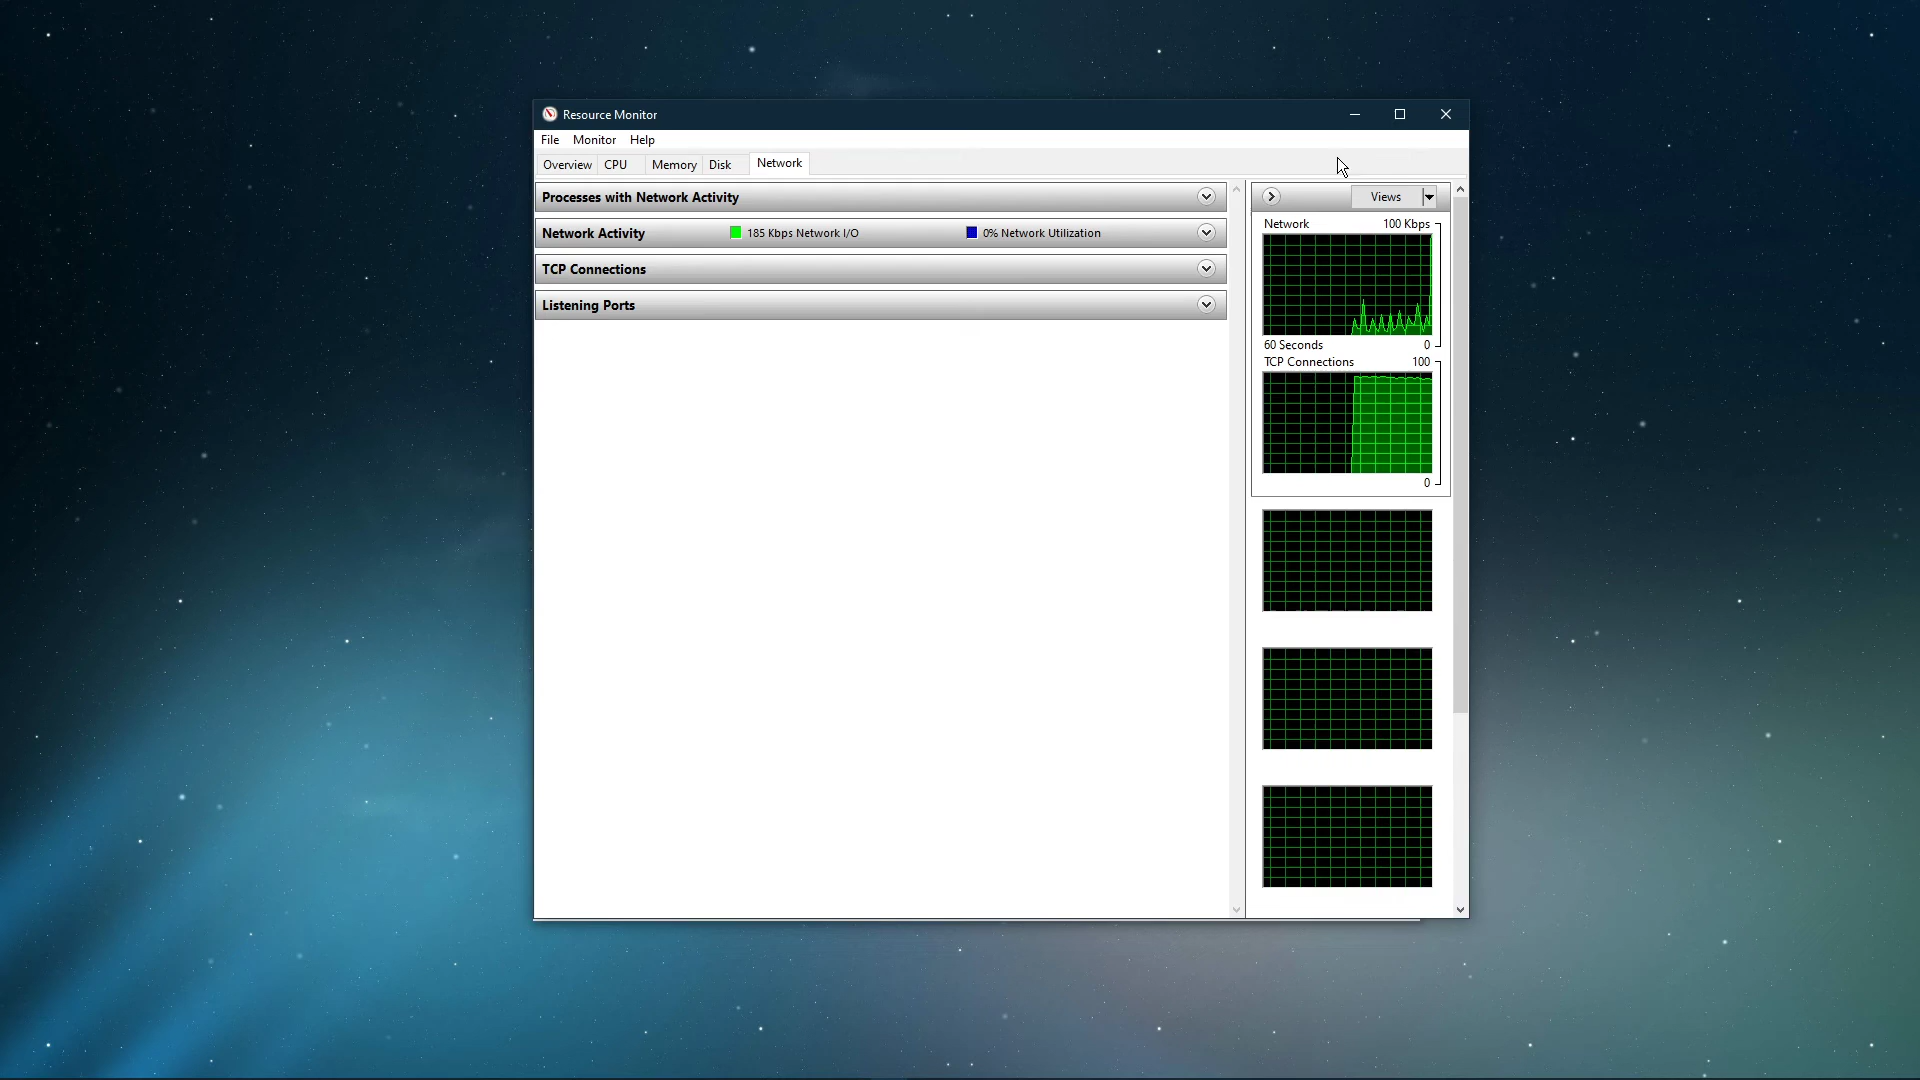 Resource Monitor
File Monitor Help
Overview CPU Memory Disk Network
Processes with Network Activity
Views
Network Activity 185 Kbps Network I/O 0% Network Utilization
TCP Connections
Listening Ports
Network 100 Kbps
60 Seconds 0
TCP Connections 100
0